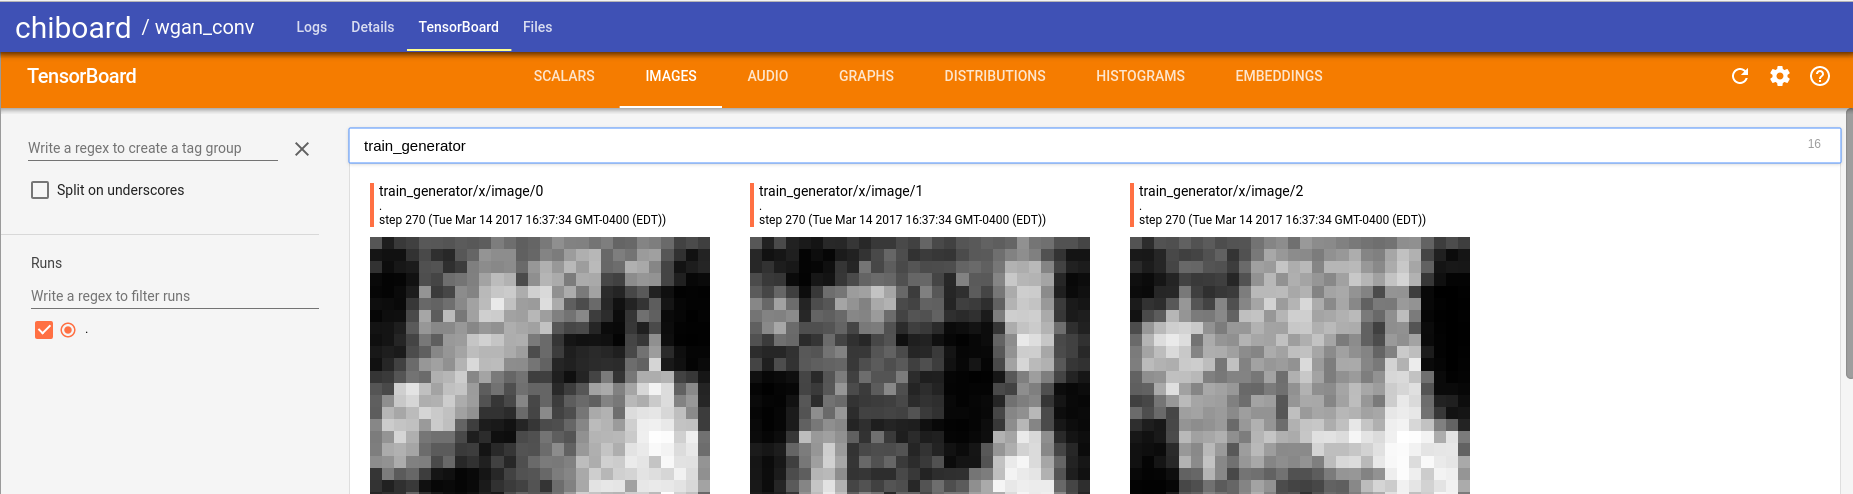 chiboard / wgan_conv Logs Details TensorBoard Files
TensorBoard SCALARS IMAGES AUDIO GRAPHS DISTRIBUTIONS HISTOGRAMS EMBEDDINGS
Write a regex to create a tag group
Split on underscores
Runs
Write a regex to filter runs
.
train_generator 16
train_generator/x/image/0
.
step 270 (Tue Mar 14 2017 16:37:34 GMT-0400 (EDT))
train_generator/x/image/1
.
step 270 (Tue Mar 14 2017 16:37:34 GMT-0400 (EDT))
train_generator/x/image/2
.
step 270 (Tue Mar 14 2017 16:37:34 GMT-0400 (EDT))